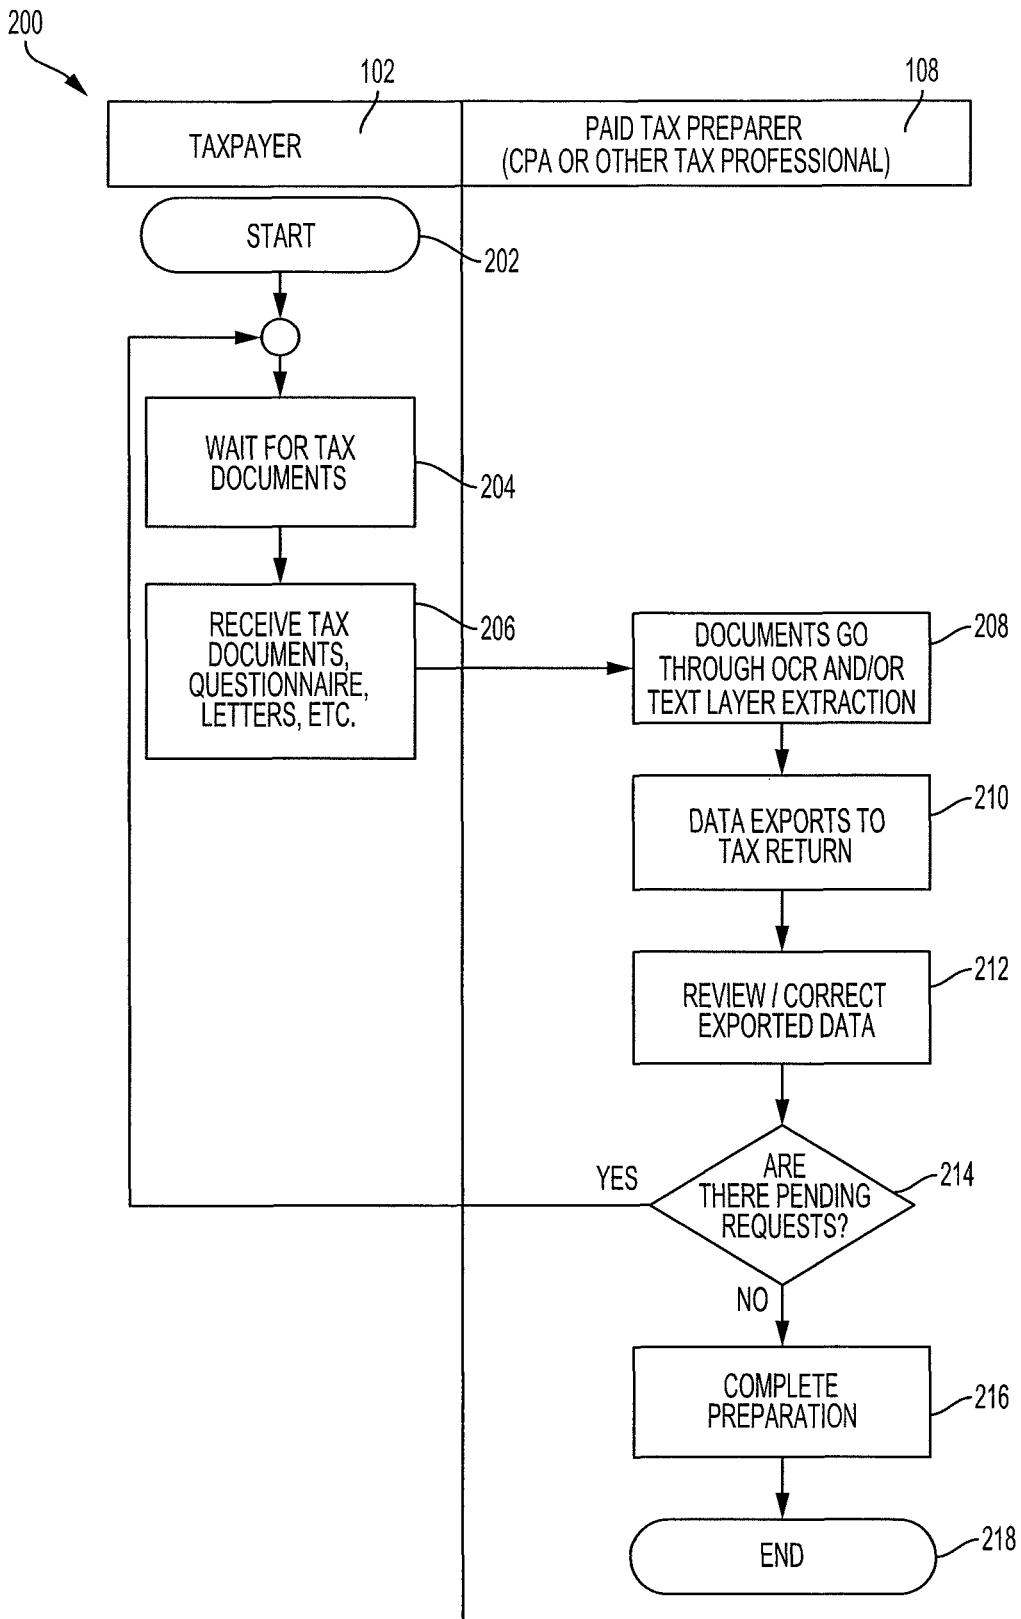 200
102
108
TAXPAYER
PAID TAX PREPARER
(CPA OR OTHER TAX PROFESSIONAL)
START
202
WAIT FOR TAX
DOCUMENTS
204
RECEIVE TAX
DOCUMENTS,
QUESTIONNAIRE,
LETTERS, ETC.
206
DOCUMENTS GO
THROUGH OCR AND/OR
TEXT LAYER EXTRACTION
208
DATA EXPORTS TO
TAX RETURN
210
REVIEW / CORRECT
EXPORTED DATA
212
ARE
THERE PENDING
REQUESTS?
214
YES
NO
COMPLETE
PREPARATION
216
END
218